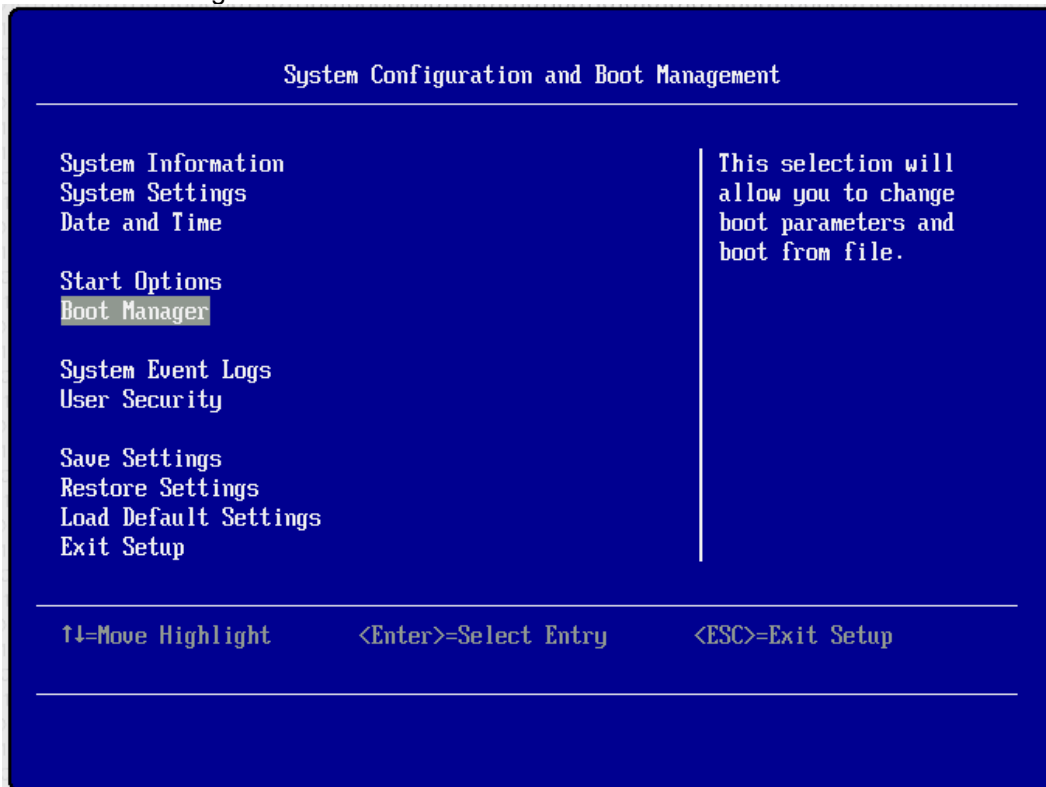 System Configuration and Boot Management
System Information
System Settings
Date and Time
Start Options
Boot Manager
System Event Logs
User Security
Save Settings
Restore Settings
Load Default Settings
Exit Setup
This selection will
allow you to change
boot parameters and
boot from file.
↑↓=Move Highlight <Enter>=Select Entry <ESC>=Exit Setup